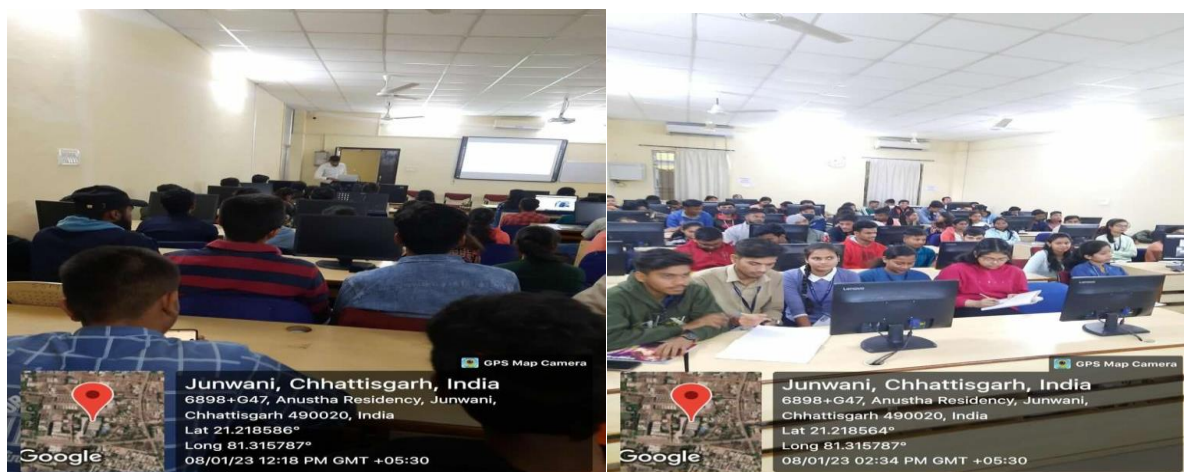 GPS Map Camera
Junwani, Chhattisgarh, India
6898+G47, Anustha Residency, Junwani,
Chhattisgarh 490020, India
Lat 21.218586°
Long 81.315787°
08/01/23 12:18 PM GMT +05:30
Google
Lenovo
Lenovo
GPS Map Camera
Junwani, Chhattisgarh, India
6898+G47, Anustha Residency, Junwani,
Chhattisgarh 490020, India
Lat 21.218564°
Long 81.315787°
08/01/23 02:34 PM GMT +05:30
Google